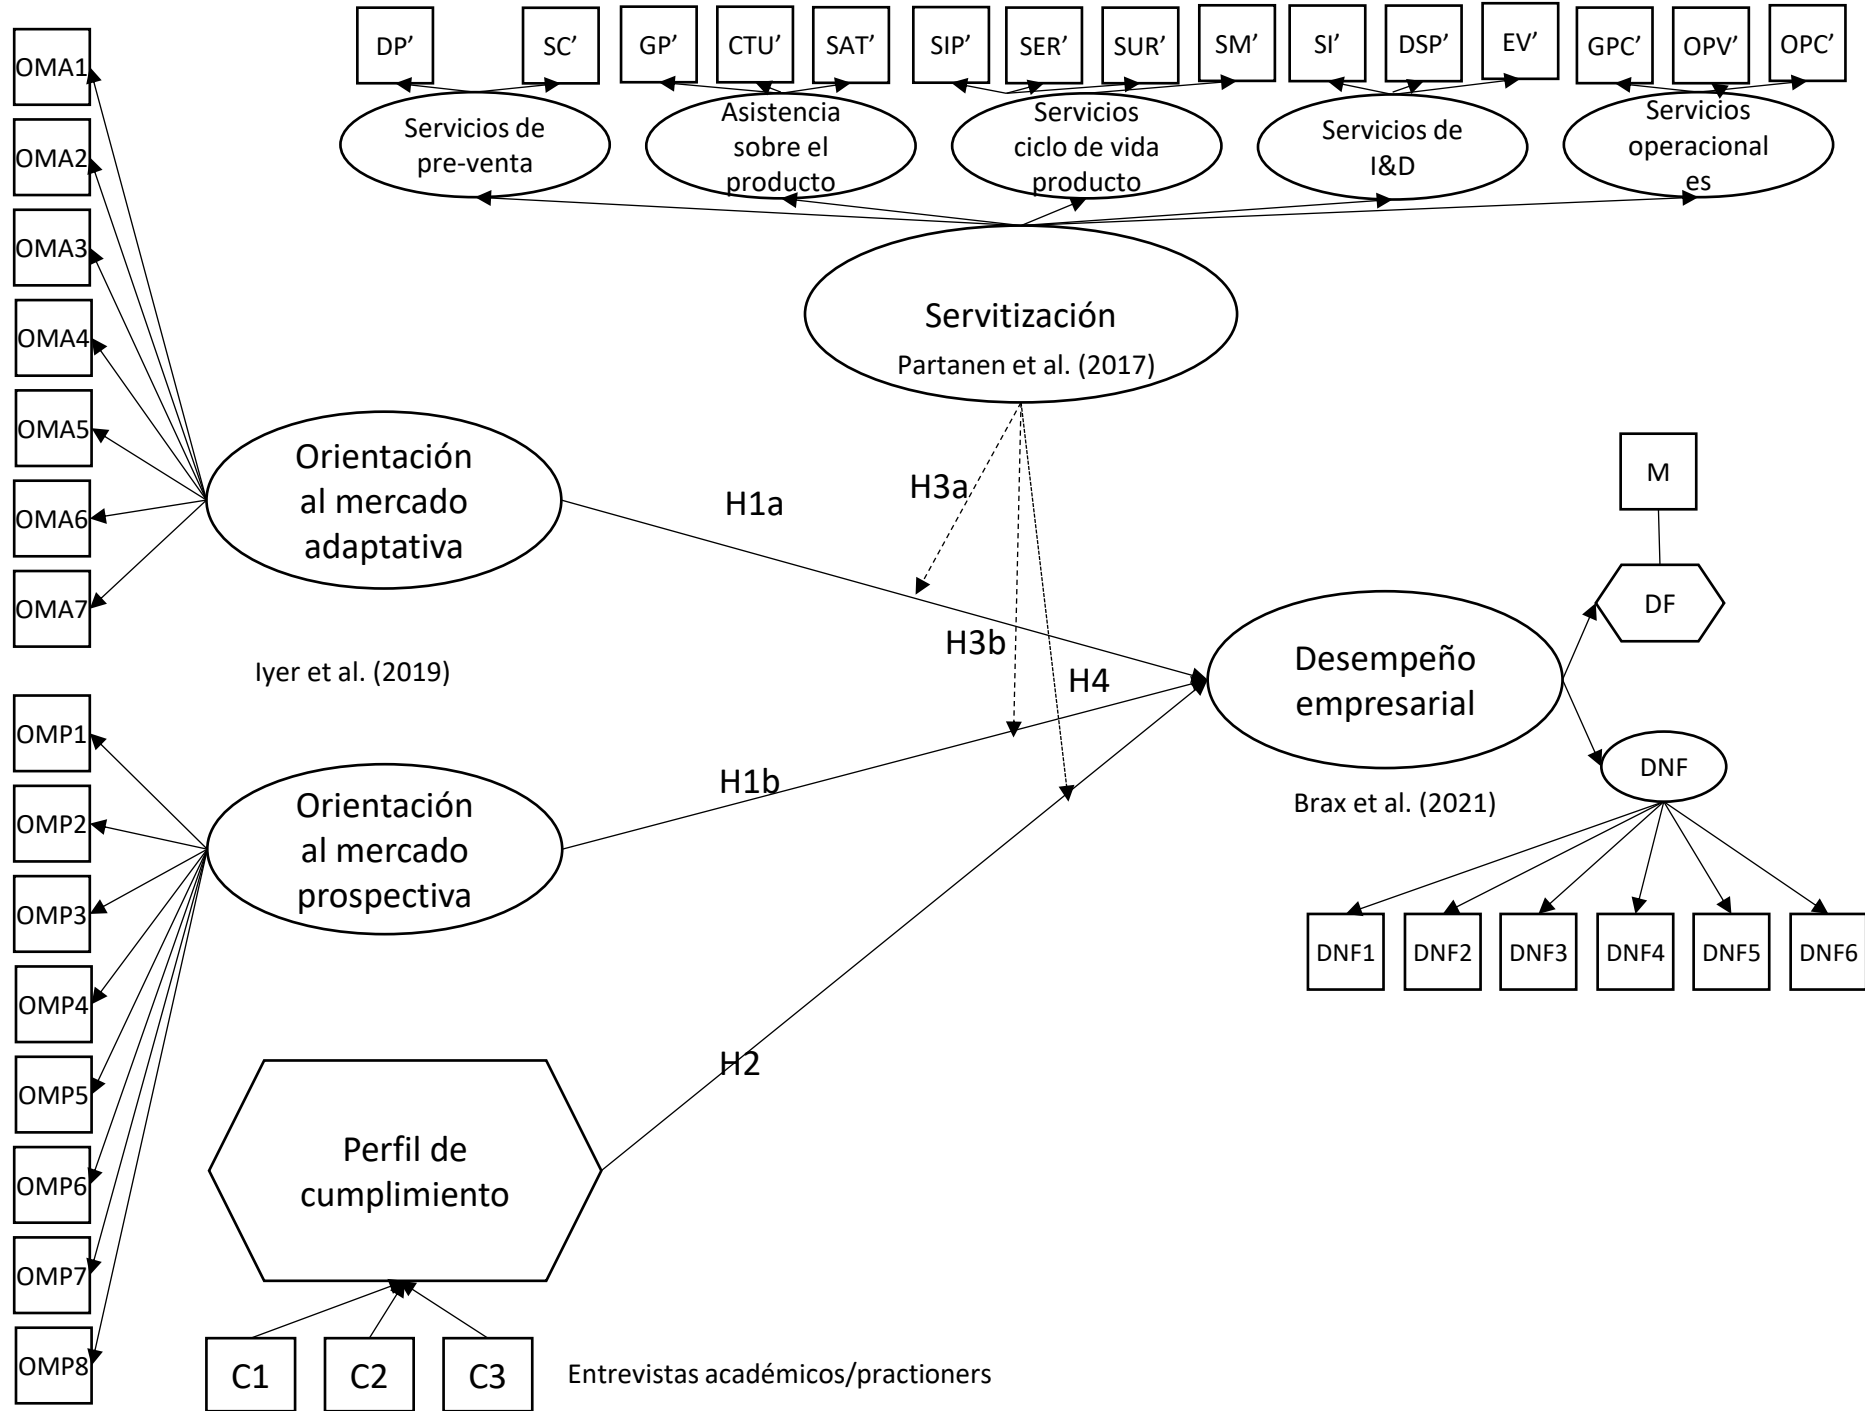 DP’
SC’
GP’
CTU’
SAT’
SIP’
SER’
SUR’
SM’
SI’
DSP’
EV’
GPC’
OPV’
OPC’
Servicios de
pre-venta
Asistencia
sobre el
producto
Servicios
ciclo de vida
producto
Servicios de
I&D
Servicios
operacional
es
Servitización
Partanen et al. (2017)
OMA1
OMA2
OMA3
OMA4
OMA5
OMA6
OMA7
Orientación
al mercado
adaptativa
H1a
H3a
H3b
H4
Iyer et al. (2019)
M
DF
Desempeño
empresarial
DNF
Brax et al. (2021)
DNF1
DNF2
DNF3
DNF4
DNF5
DNF6
OMP1
OMP2
OMP3
OMP4
OMP5
OMP6
OMP7
OMP8
Orientación
al mercado
prospectiva
H1b
H2
Perfil de
cumplimiento
C1
C2
C3
Entrevistas académicos/practioners